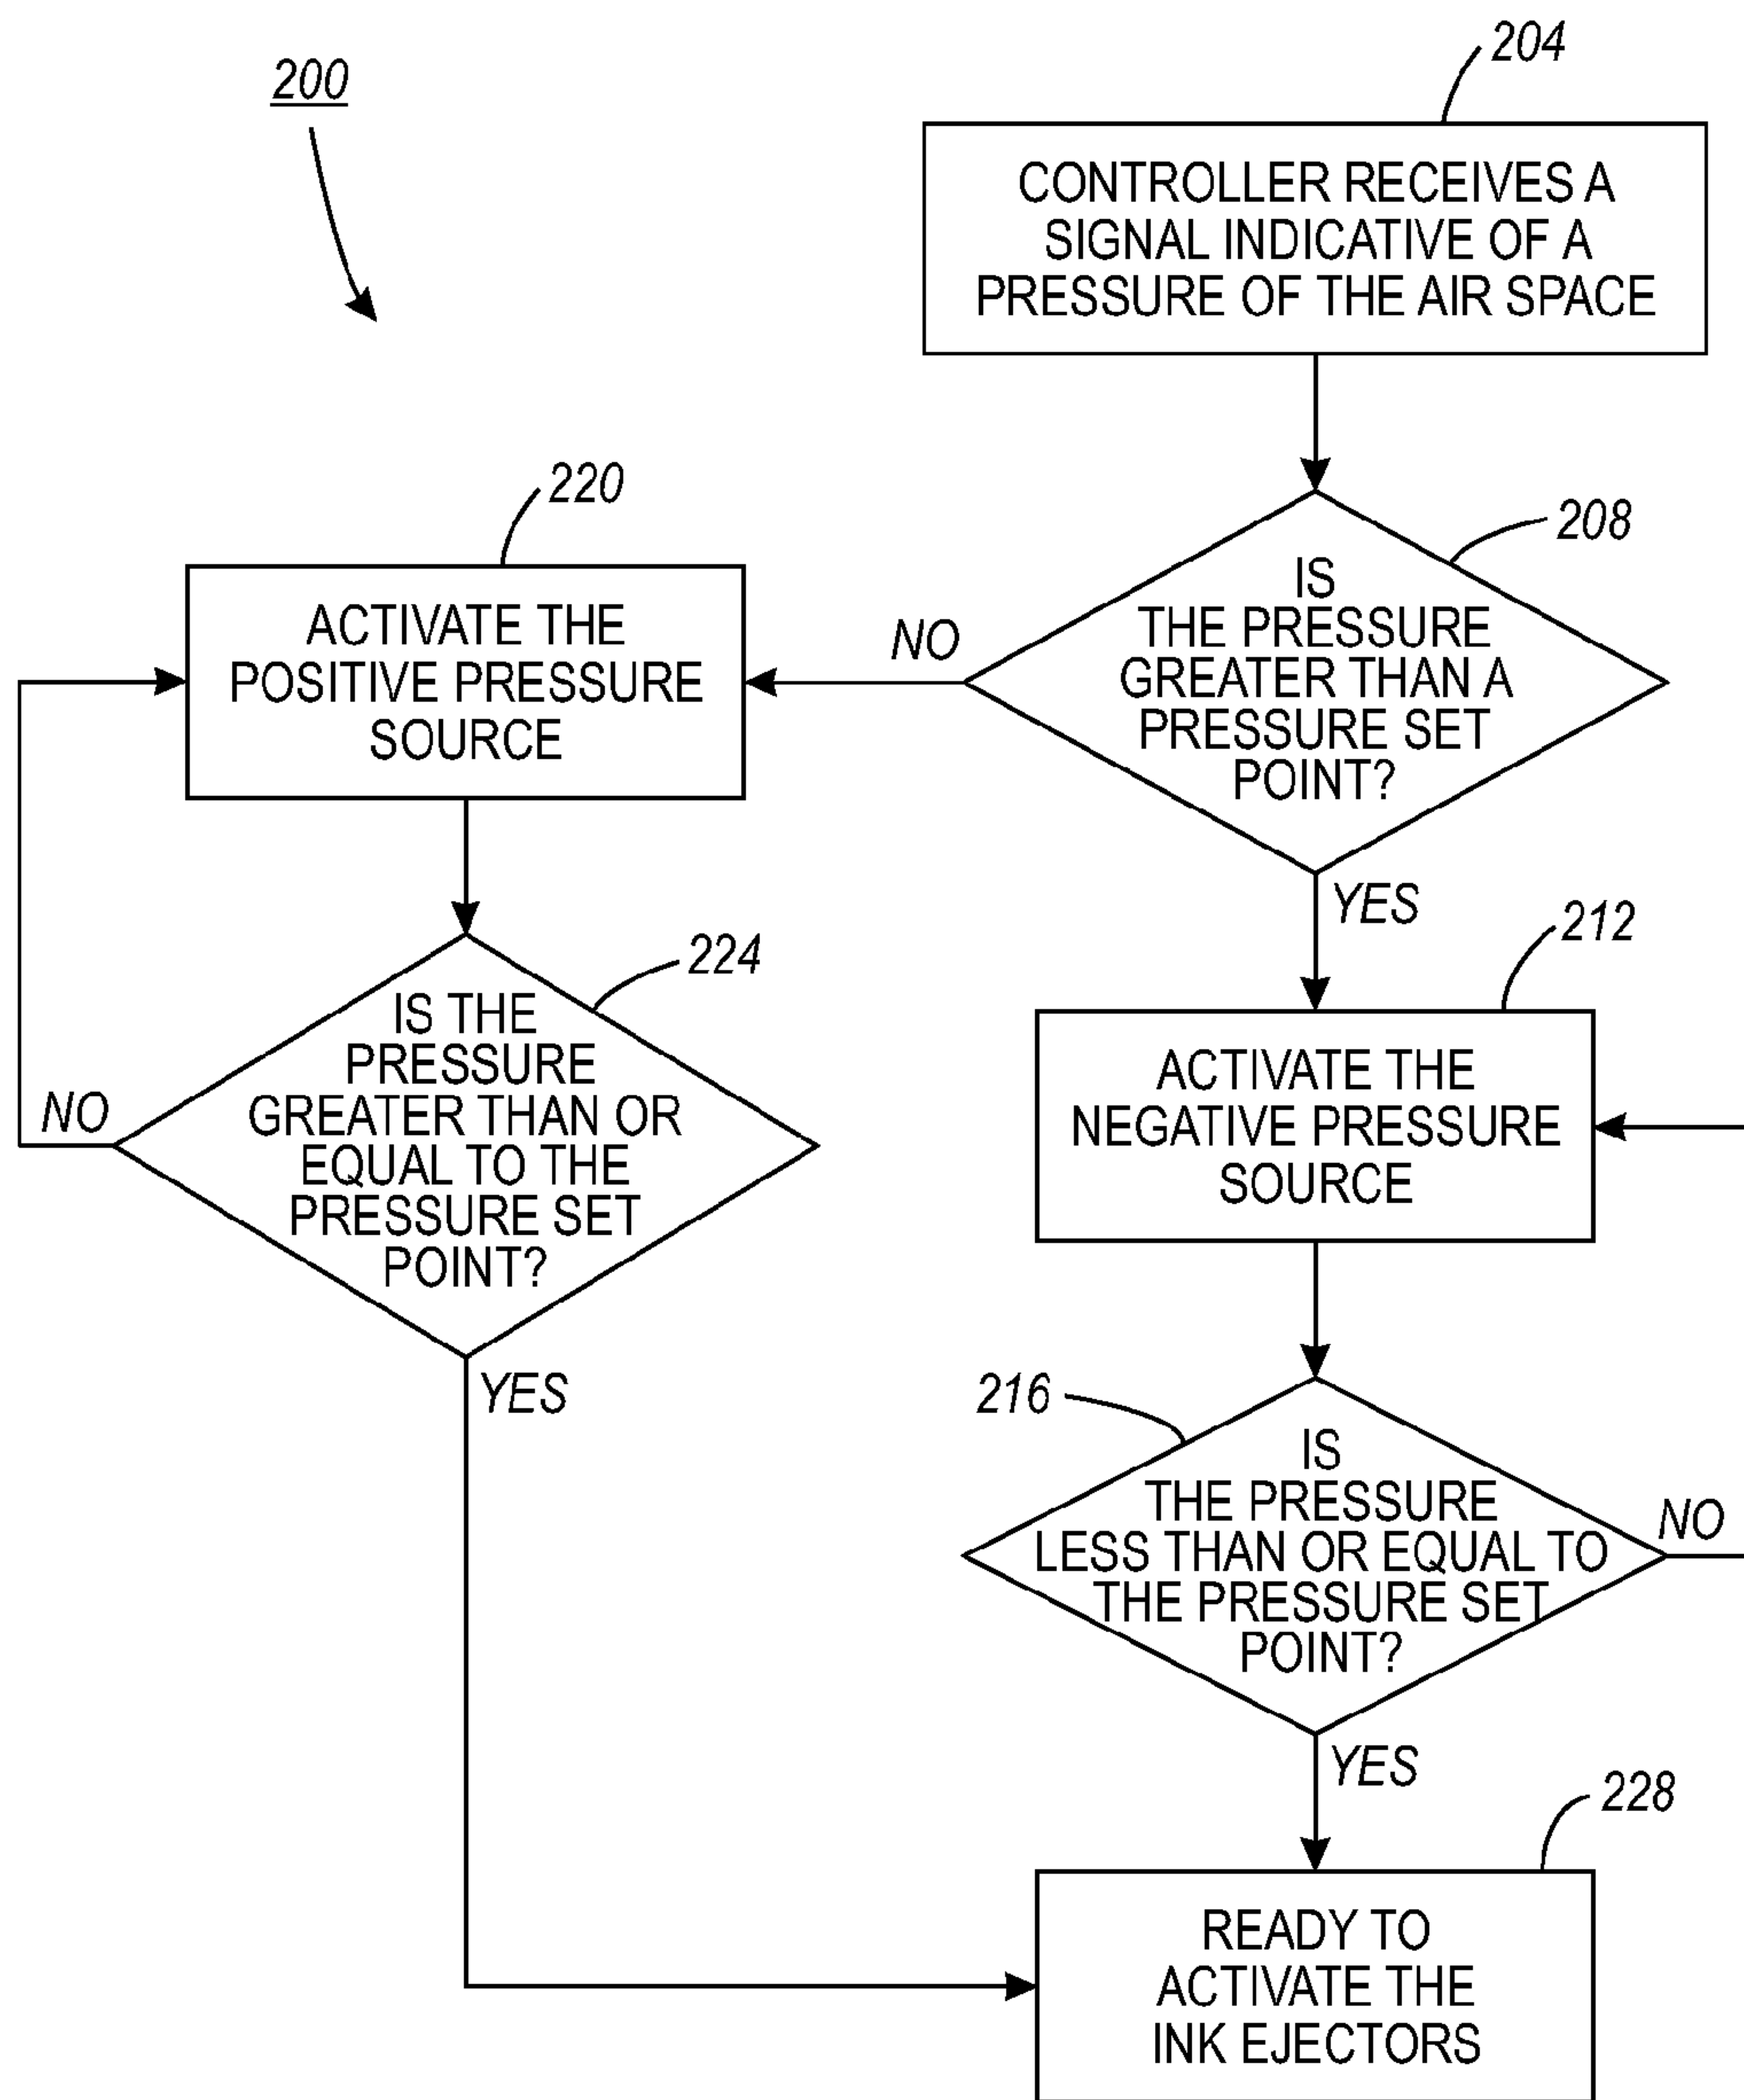 200
204
CONTROLLER RECEIVES A
SIGNAL INDICATIVE OF A
PRESSURE OF THE AIR SPACE
208
IS
THE PRESSURE
GREATER THAN A
PRESSURE SET
POINT?
NO
YES
220
ACTIVATE THE
POSITIVE PRESSURE
SOURCE
224
IS THE
PRESSURE
GREATER THAN OR
EQUAL TO THE
PRESSURE SET
POINT?
NO
YES
212
ACTIVATE THE
NEGATIVE PRESSURE
SOURCE
216
IS
THE PRESSURE
LESS THAN OR EQUAL TO
THE PRESSURE SET
POINT?
NO
YES
228
READY TO
ACTIVATE THE
INK EJECTORS